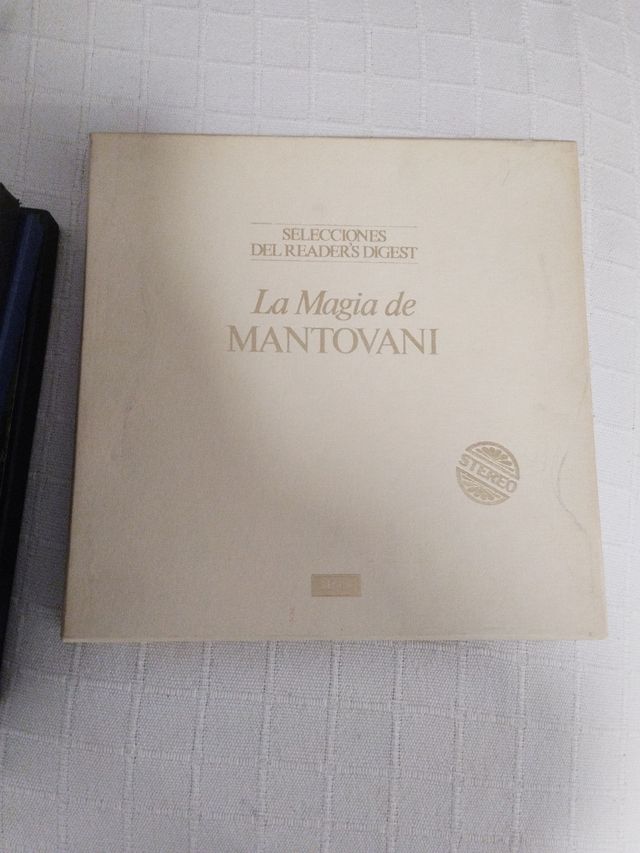 SELECCIONES
DEL READER'S DIGEST
La Magia de
MANTOVANI
STEREO